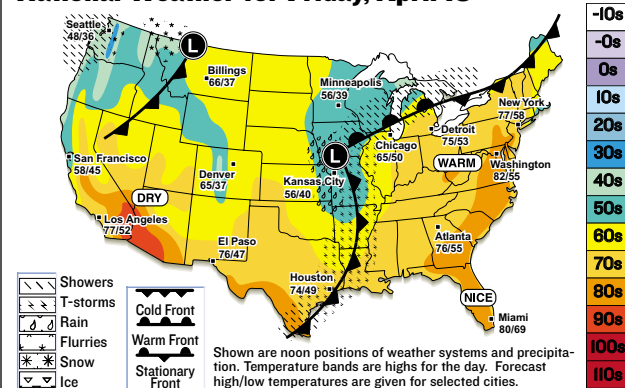 Seattle
48/36
L
Billings
66/37
Minneapolis
56/39
New York
77/58
Detroit
75/53
Chicago
65/50
WARM
Washington
82/55
San Francisco
58/45
Denver
65/37
L
Kansas City
56/40
DRY
Los Angeles
77/52
El Paso
76/47
Atlanta
76/55
Houston
74/49
NICE
Miami
80/69
Showers
T-storms
Rain
Flurries
Snow
Ice
Cold Front
Warm Front
Stationary
Front
Shown are noon positions of weather systems and precipita-
tion. Temperature bands are highs for the day. Forecast
high/low temperatures are given for selected cities.
-10s
-0s
0s
10s
20s
30s
40s
50s
60s
70s
80s
90s
100s
110s